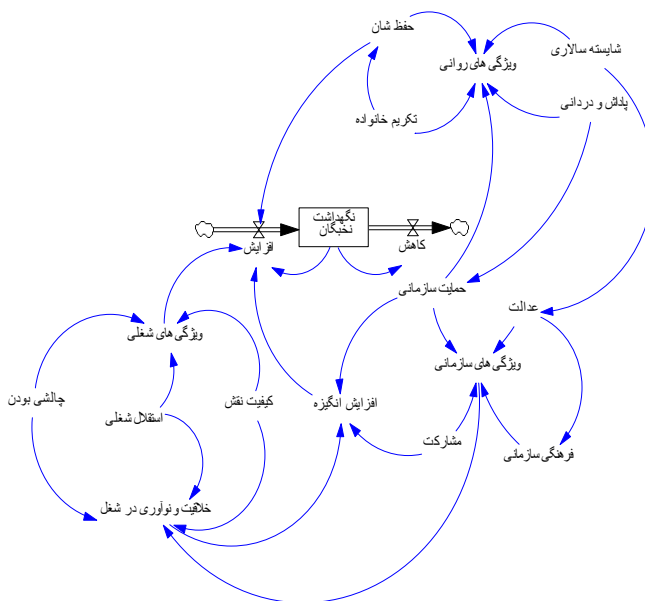 حفظ شان
شایسته سالاری
ویژگی های روانی
پاداش و دردانی
تکریم خانواده
نگهداشت
نخبگان
افزایش
کاهش
حمایت سازمانی
عدالت
ویژگی های شغلی
ویژگی های سازمانی
چالشی بودن
کیفیت نقش
افزایش انگیزه
استقلال شغلی
مشارکت
فرهنگی سازمانی
خلاقیت و نوآوری در شغل